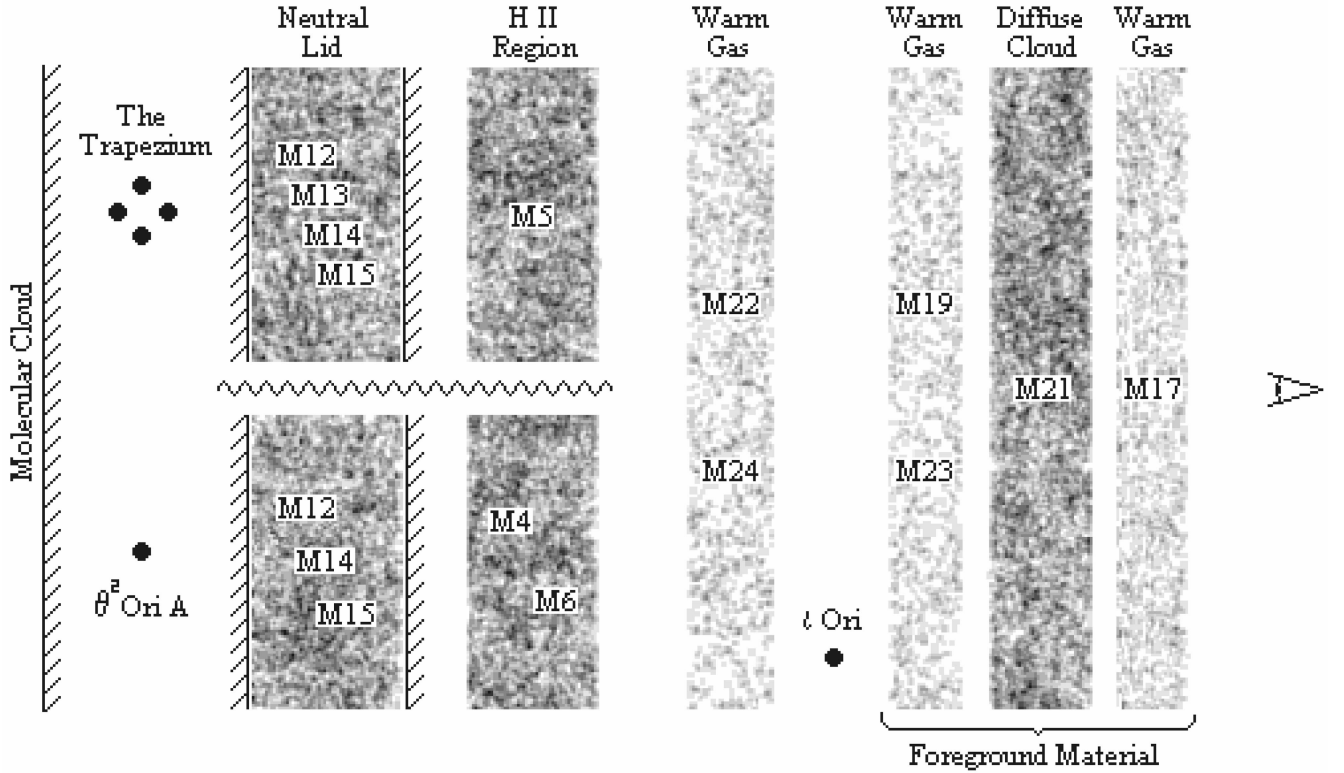 Neutral
Lid
H II
Region
Warm
Gas
Warm
Gas
Diffuse
Cloud
Warm
Gas
The
Trapezium
M12
M13
M14
M15
M5
M22
M19
M21
M17
Molecular Cloud
M24
M23
M12
M14
M15
M4
M6
θ² Ori A
ι Ori
Foreground Material